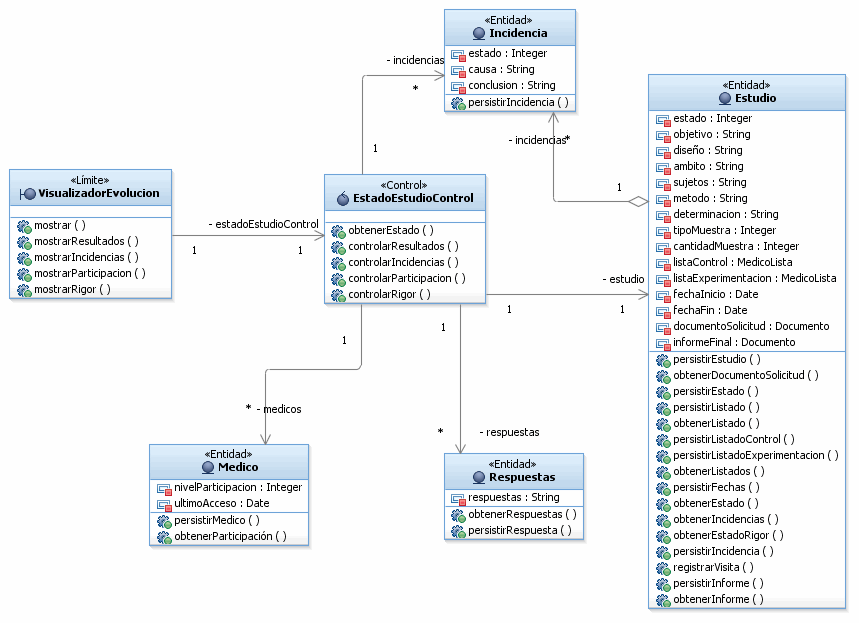 «Entidad»
Incidencia
estado : Integer
causa : String
conclusion : String
persistirIncidencia ( )
- incidencias
*
1
- incidencias*
1
«Entidad»
Estudio
estado : Integer
objetivo : String
diseño : String
ambito : String
sujetos : String
metodo : String
determinacion : String
tipoMuestra : Integer
cantidadMuestra : Integer
listaControl : MedicoLista
listaExperimentacion : MedicoLista
fechaInicio : Date
fechaFin : Date
documentoSolicitud : Documento
informeFinal : Documento
persistirEstudio ( )
obtenerDocumentoSolicitud ( )
persistirEstado ( )
persistirListado ( )
obtenerListado ( )
persistirListadoControl ( )
persistirListadoExperimentacion ( )
obtenerListados ( )
persistirFechas ( )
obtenerEstado ( )
obtenerIncidencias ( )
obtenerEstadoRigor ( )
persistirIncidencia ( )
registrarVisita ( )
persistirInforme ( )
obtenerInforme ( )
«Límite»
VisualizadorEvolucion
mostrar ( )
mostrarResultados ( )
mostrarIncidencias ( )
mostrarParticipacion ( )
mostrarRigor ( )
- estadoEstudioControl
1
1
«Control»
EstadoEstudioControl
obtenerEstado ( )
controlarResultados ( )
controlarIncidencias ( )
controlarParticipacion ( )
controlarRigor ( )
- estudio
1
1
1
* - medicos
1
*
- respuestas
«Entidad»
Medico
nivelParticipacion : Integer
ultimoAcceso : Date
persistirMedico ( )
obtenerParticipación ( )
«Entidad»
Respuestas
respuestas : String
obtenerRespuestas ( )
persistirRespuesta ( )